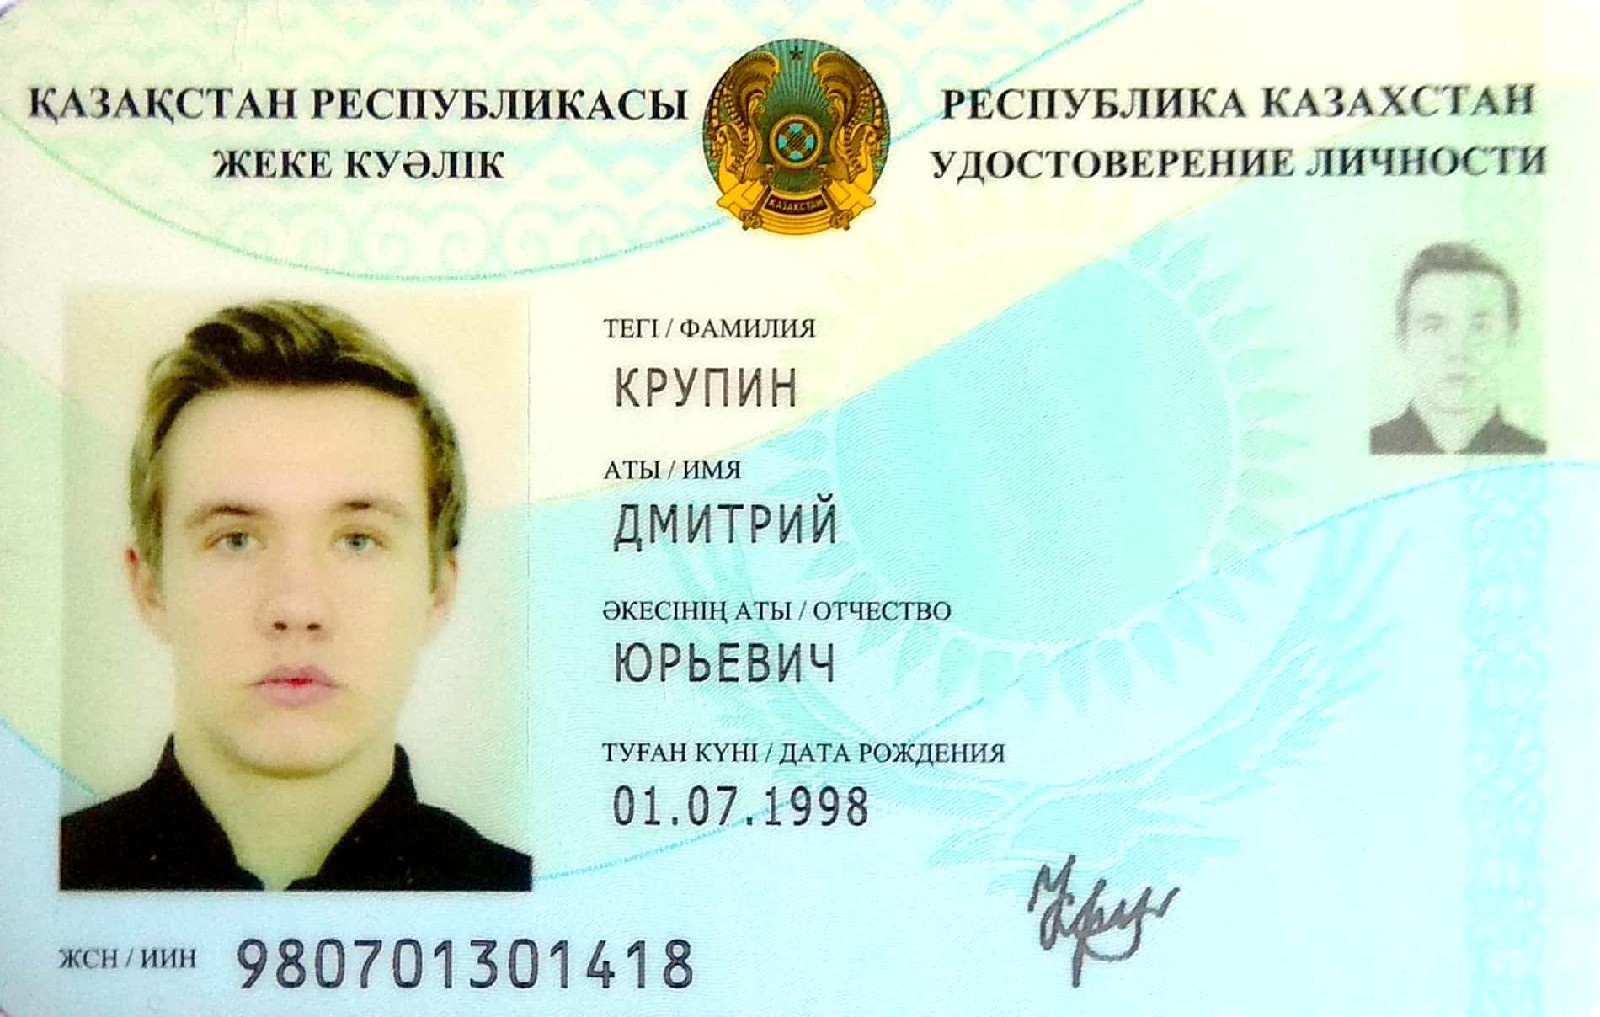 ҚАЗАҚСТАН РЕСПУБЛИКАСЫ
ЖЕКЕ КУӘЛІК
РЕСПУБЛИКА КАЗАХСТАН
УДОСТОВЕРЕНИЕ ЛИЧНОСТИ
ҚАЗАҚСТАН
ТЕГІ / ФАМИЛИЯ
КРУПИН
АТЫ / ИМЯ
ДМИТРИЙ
ӘКЕСІНІҢ АТЫ / ОТЧЕСТВО
ЮРЬЕВИЧ
ТУҒАН КҮНІ / ДАТА РОЖДЕНИЯ
01.07.1998
ЖСН / ИИН 980701301418